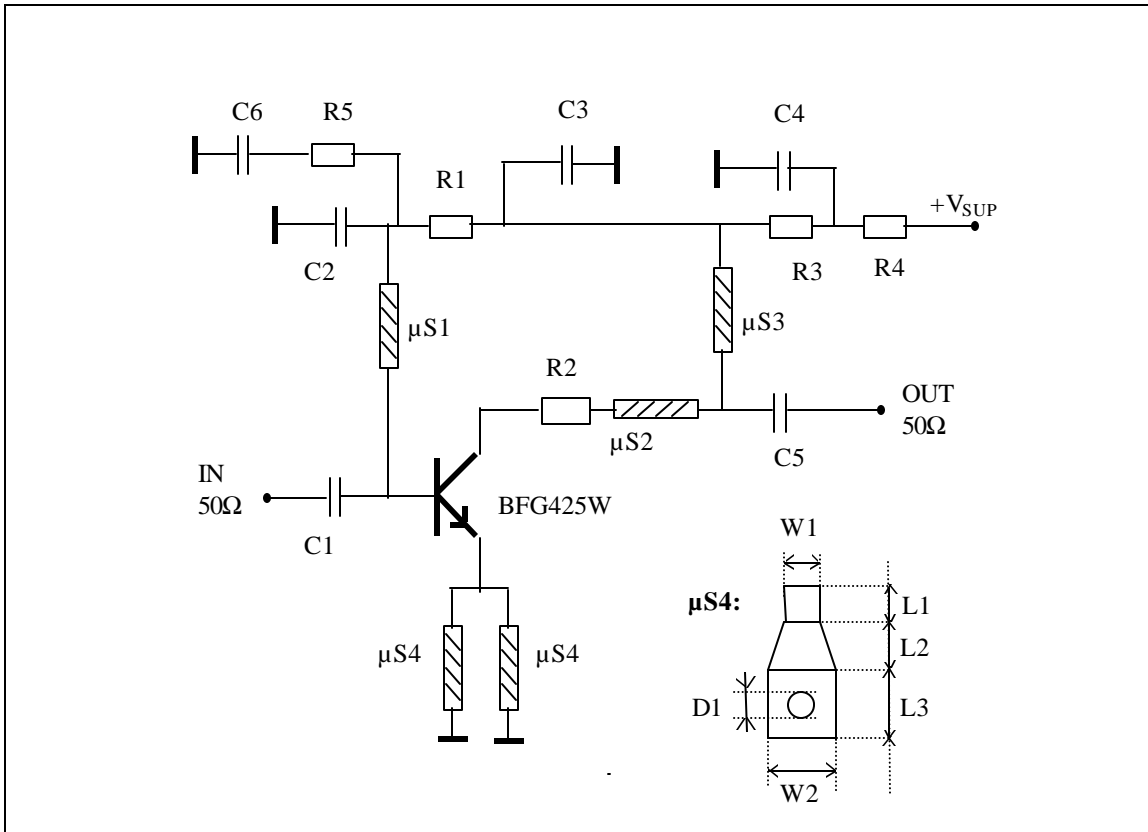 C6
R5
C3
C4
R1
+VSUP
C2
R3
R4
µS1
µS3
R2
OUT
50Ω
µS2
C5
IN
50Ω
BFG425W
C1
W1
µS4:
L1
µS4
µS4
L2
D1
L3
W2